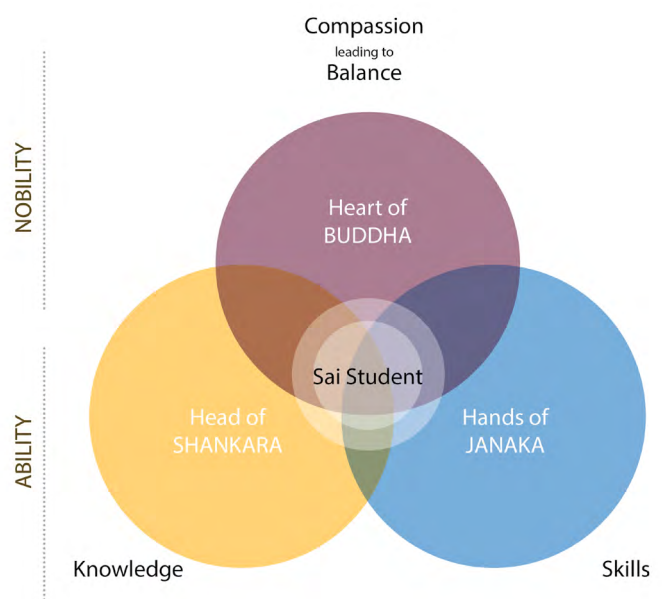 Compassion
leading to
Balance
NOBILITY
Heart of
BUDDHA
Sai Student
ABILITY
Head of
SHANKARA
Hands of
JANAKA
Knowledge
Skills